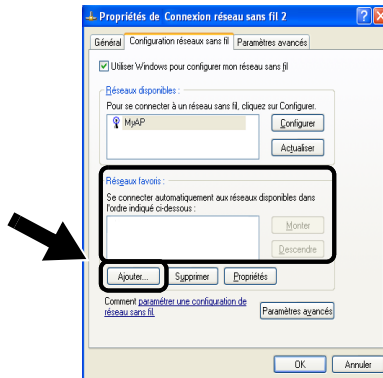 Propriétés de Connexion réseau sans fil 2
Général
Configuration réseaux sans fil
Paramètres avancés
Utiliser Windows pour configurer mon réseau sans fil
Réseaux disponibles :
Pour se connecter à un réseau sans fil, cliquez sur Configurer.
MyAP
Configurer
Actualiser
Réseaux favoris :
Se connecter automatiquement aux réseaux disponibles dans
l'ordre indiqué ci-dessous :
Monter
Descendre
Ajouter...
Supprimer
Propriétés
Comment paramétrer une configuration de
réseau sans fil.
Paramètres avancés
OK
Annuler